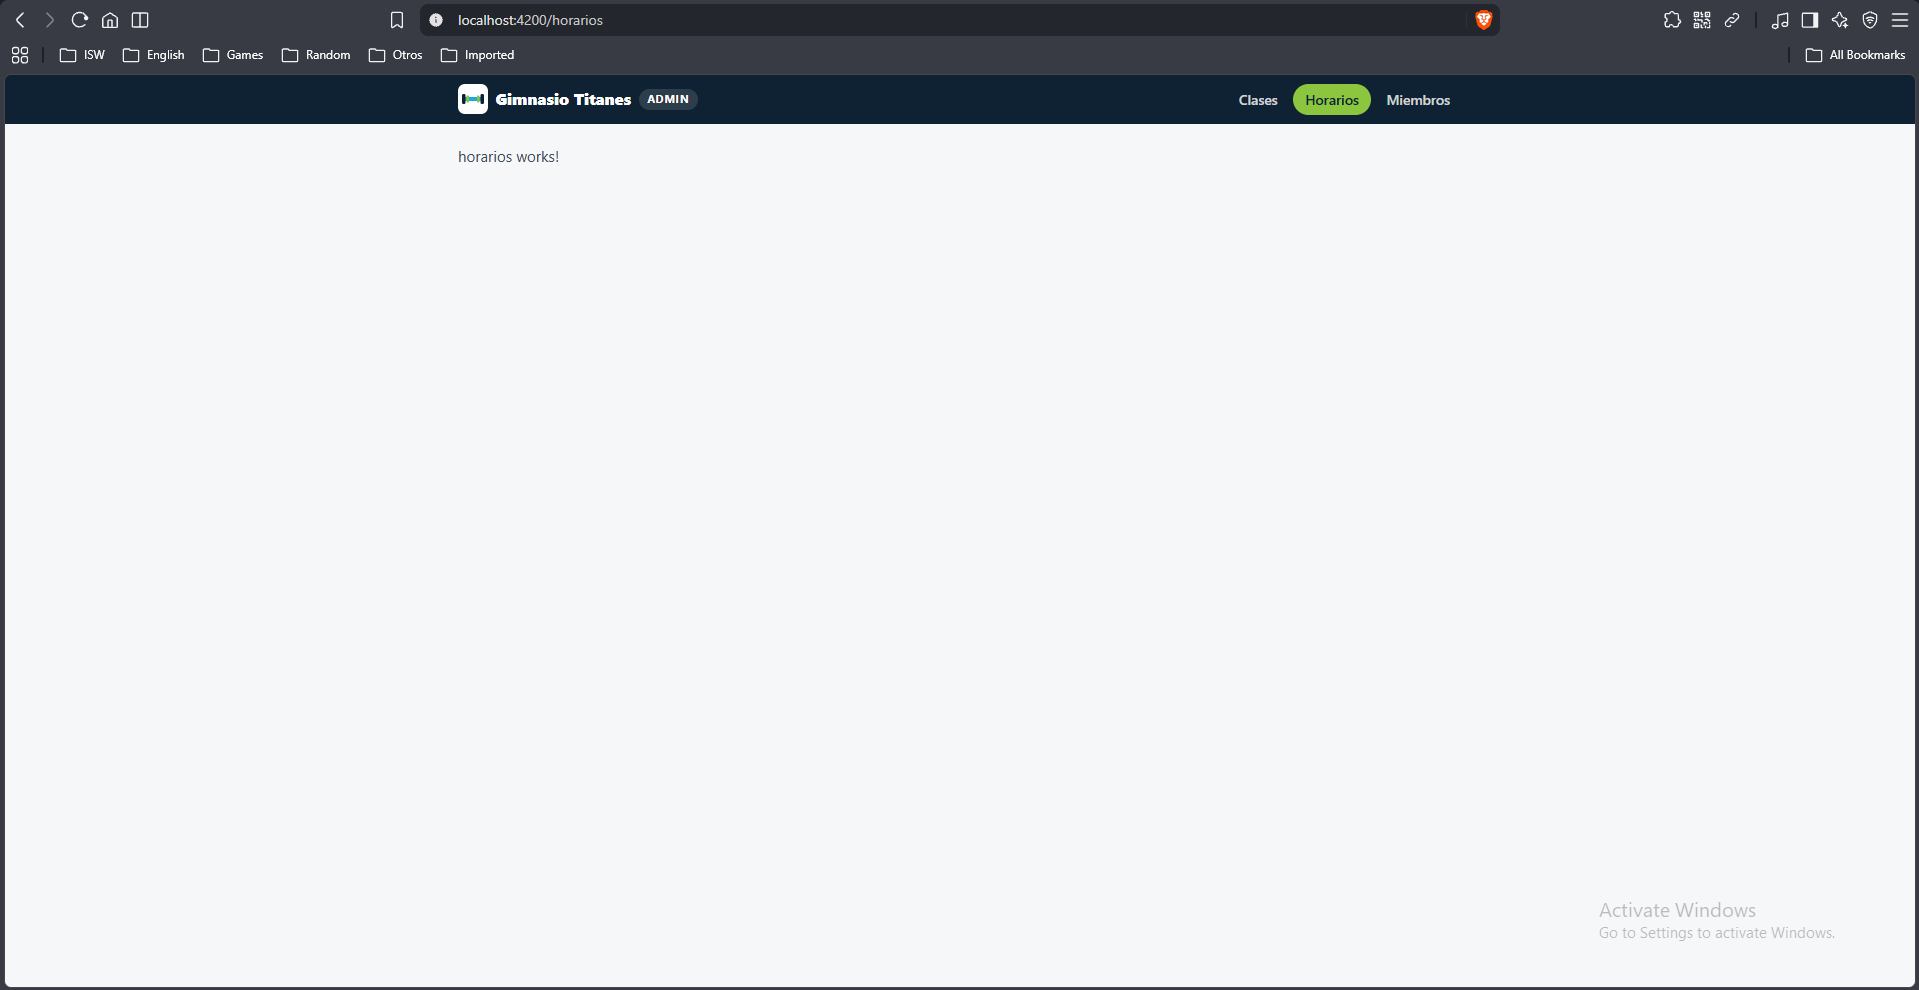 localhost:4200/horarios
ISW English Games Random Otros Imported All Bookmarks
Gimnasio Titanes ADMIN Clases Horarios Miembros
horarios works!
Activate Windows
Go to Settings to activate Windows.